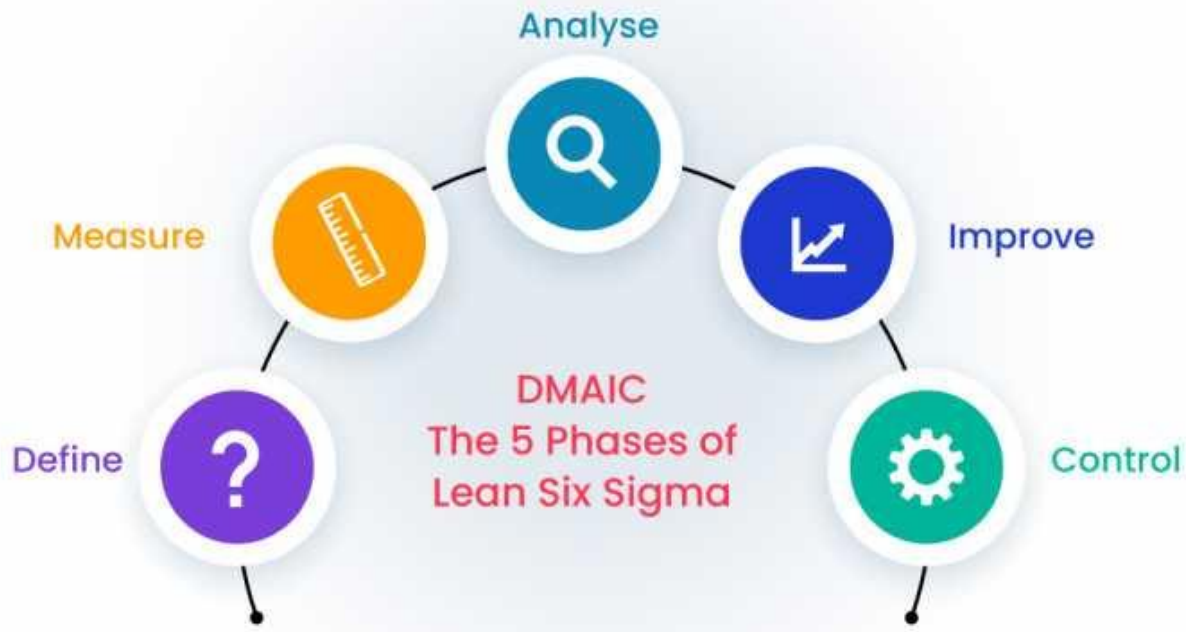 Analyse
Measure
Improve
DMAIC
The 5 Phases of
Lean Six Sigma
Define
Control